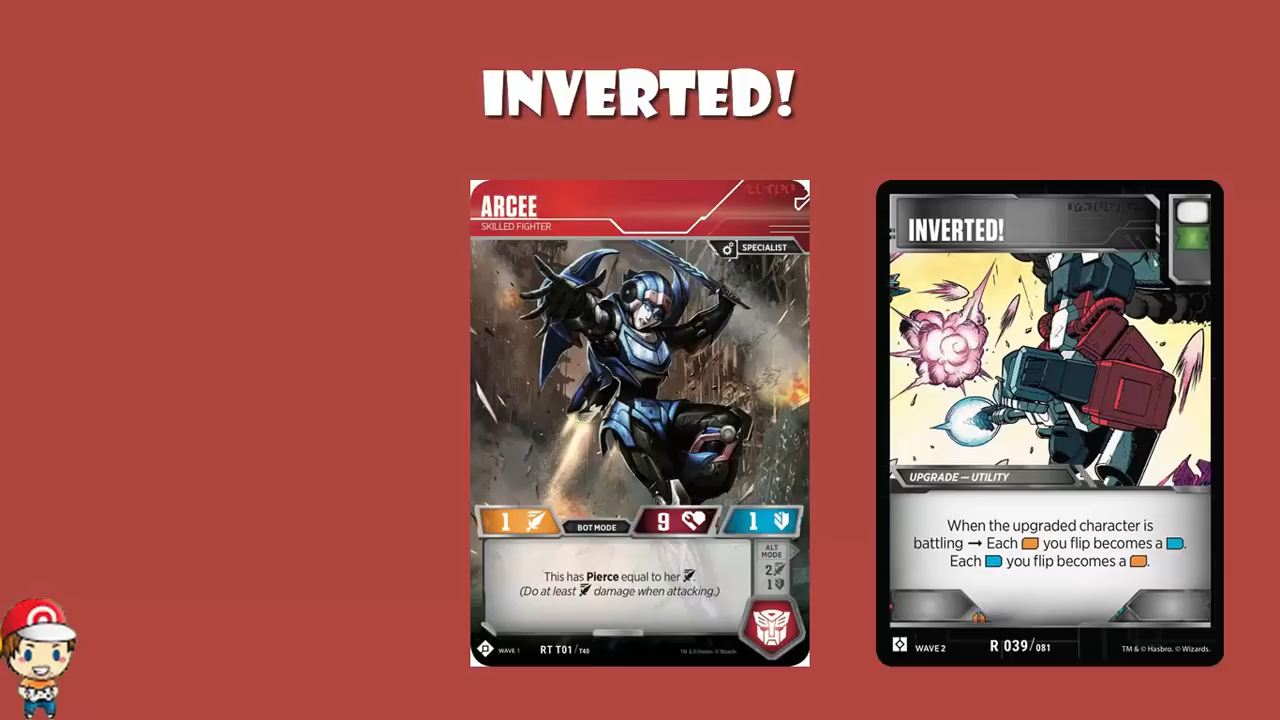 INVERTED!
ARCEE
SKILLED FIGHTER
SPECIALIST
1
BOT MODE
9
1
This has Pierce equal to her
(Do at least damage when attacking.)
ALT
MODE
2
1
WAVE 1
RT T01/T40
TM & © Hasbro. © Wizards.
INVERTED!
UPGRADE — UTILITY
When the upgraded character is
battling → Each you flip becomes a .
Each you flip becomes a .
WAVE 2
R 039/081
TM & © Hasbro. © Wizards.